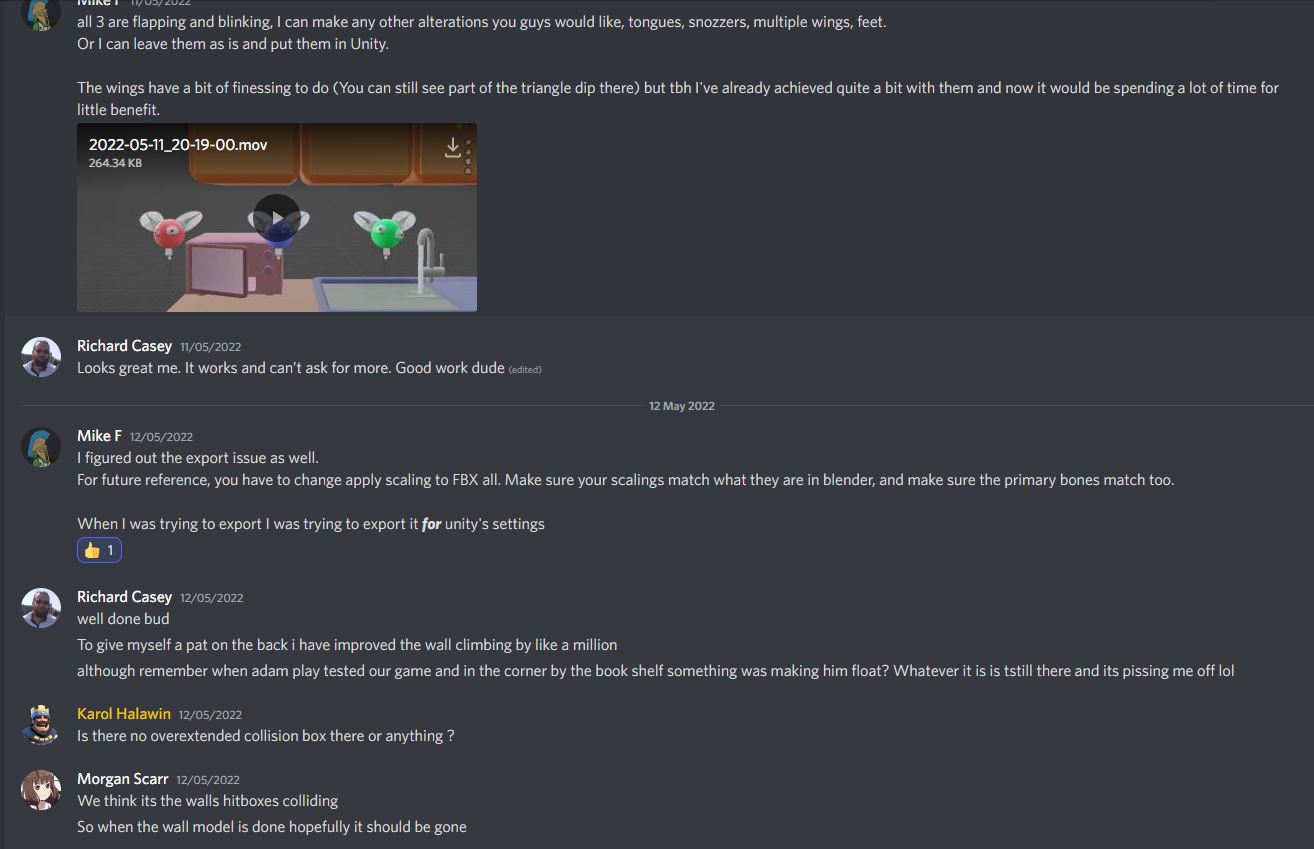 Mike F 11/05/2022
all 3 are flapping and blinking, I can make any other alterations you guys would like, tongues, snozzers, multiple wings, feet.
Or I can leave them as is and put them in Unity.
The wings have a bit of finessing to do (You can still see part of the triangle dip there) but tbh I've already achieved quite a bit with them and now it would be spending a lot of time for
little benefit.
2022-05-11_20-19-00.mov
264.34 KB
Richard Casey 11/05/2022
Looks great me. It works and can't ask for more. Good work dude (edited)
12 May 2022
Mike F 12/05/2022
I figured out the export issue as well.
For future reference, you have to change apply scaling to FBX all. Make sure your scalings match what they are in blender, and make sure the primary bones match too.
When I was trying to export I was trying to export it for unity's settings
1
Richard Casey 12/05/2022
well done bud
To give myself a pat on the back i have improved the wall climbing by like a million
although remember when adam play tested our game and in the corner by the book shelf something was making him float? Whatever it is is tstill there and its pissing me off lol
Karol Halawin 12/05/2022
Is there no overextended collision box there or anything ?
Morgan Scarr 12/05/2022
We think its the walls hitboxes colliding
So when the wall model is done hopefully it should be gone